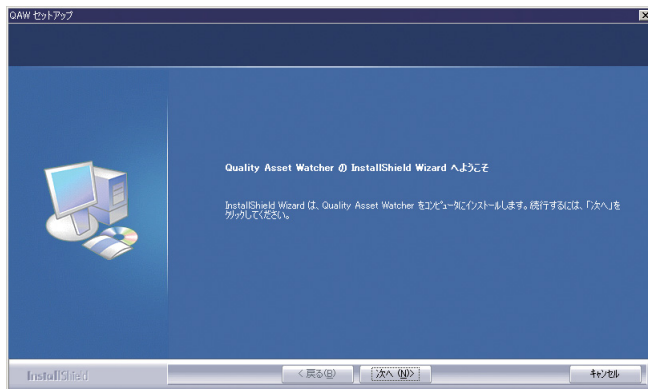 QAW セットアップ
Quality Asset Watcher の InstallShield Wizard へようこそ
InstallShield Wizard は、Quality Asset Watcher をコンピュータにインストールします。続行するには、「次へ」を
クリックしてください。
InstallShield
< 戻る(B)
次へ (N)>
キャンセル